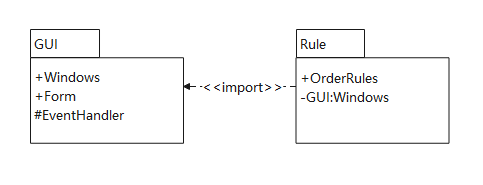 GUI
+Windows
+Form
#EventHandler
<<import>>
Rule
+OrderRules
-GUI:Windows